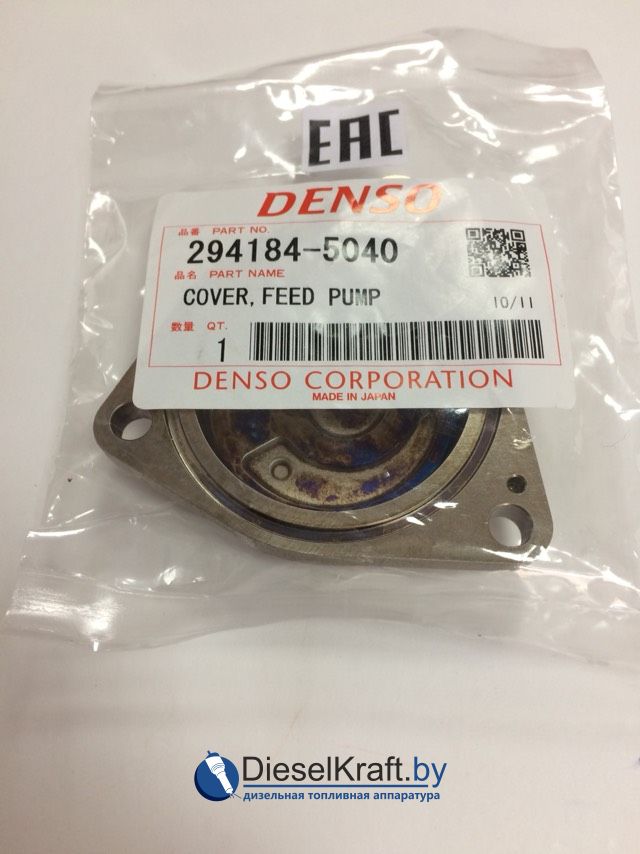 EAC
DENSO
品番 PART NO.
294184-5040
品名 PART NAME
COVER, FEED PUMP 10/11
数量 QT.
1
DENSO CORPORATION
MADE IN JAPAN
DieselKraft.by
дизельная топливная аппаратура